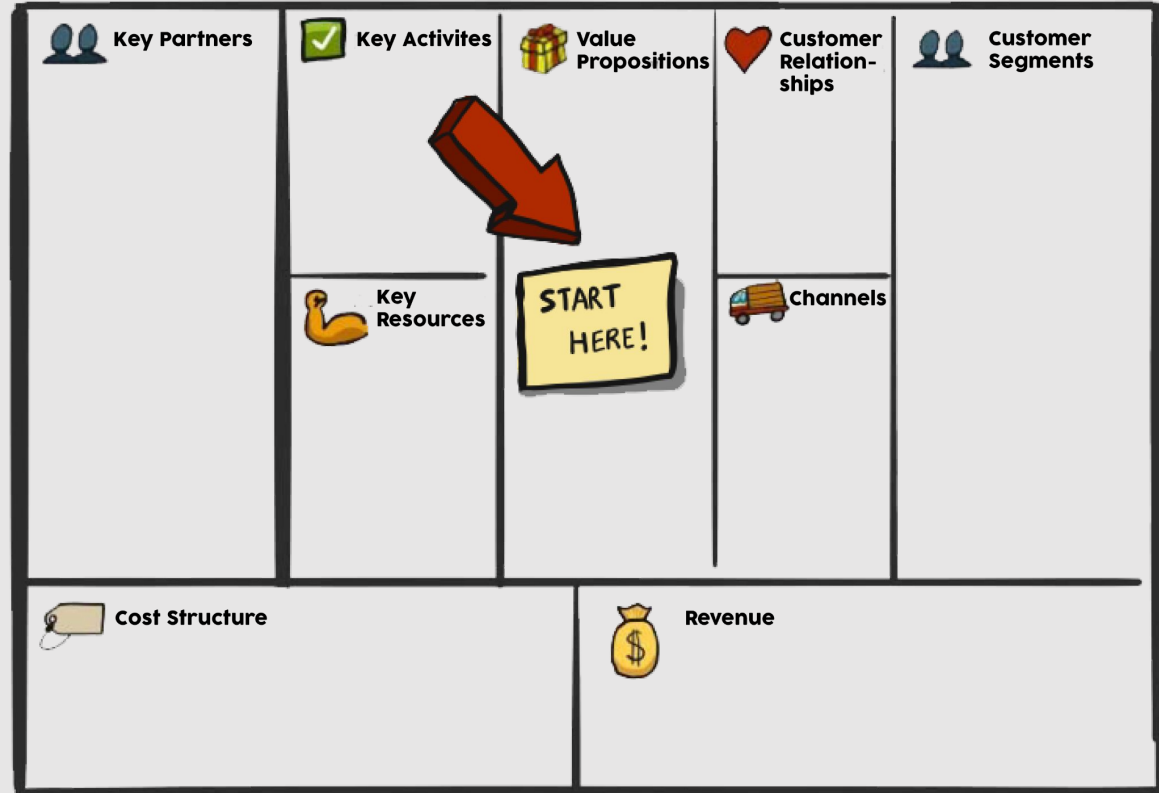 Key Partners
Key Activites
Value
Propositions
Customer
Relation-
ships
Customer
Segments
START
HERE!
Key
Resources
Channels
Cost Structure
Revenue
$